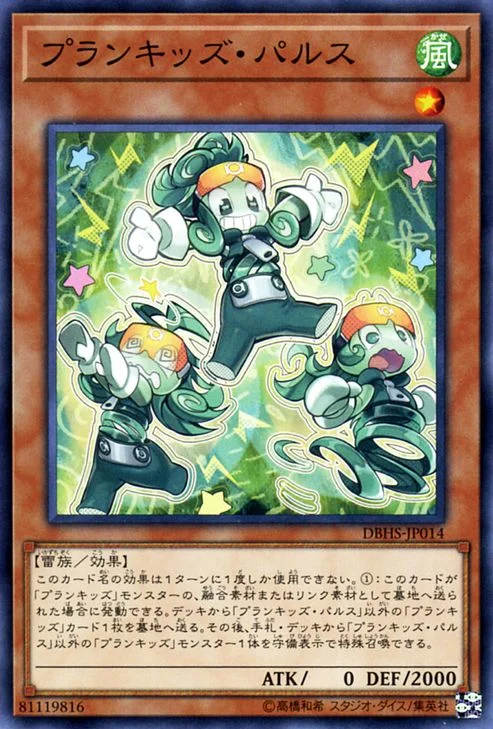 プランキッズ・パルス
風
DBHS-JP014
【雷族／効果】
このカード名の効果は１ターンに１度しか使用できない。①：このカードが
「プランキッズ」モンスターの、融合素材またはリンク素材として墓地へ送ら
れた場合に発動できる。デッキから「プランキッズ・パルス」以外の「プランキッ
ズ」カード１枚を墓地へ送る。その後、手札・デッキから「プランキッズ・パル
ス」以外の「プランキッズ」モンスター１体を守備表示で特殊召喚できる。
ATK/ 0 DEF/2000
81119816 ©高橋和希 スタジオ・ダイス/集英社